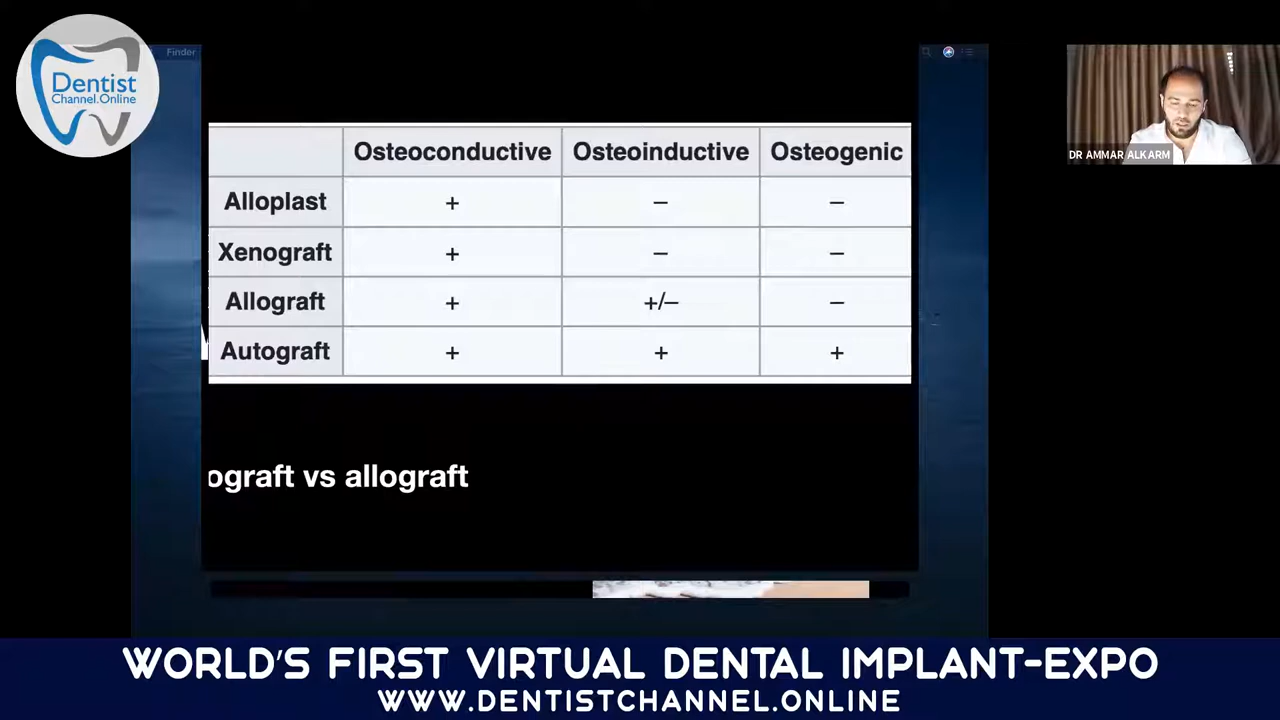 Dentist
Channel.Online
Finder
DR AMMAR ALKARM
Osteoconductive Osteoinductive Osteogenic
Alloplast + – –
Xenograft + – –
Allograft + +/– –
Autograft + + +
ograft vs allograft
WORLD'S FIRST VIRTUAL DENTAL IMPLANT-EXPO
WWW.DENTISTCHANNEL.ONLINE